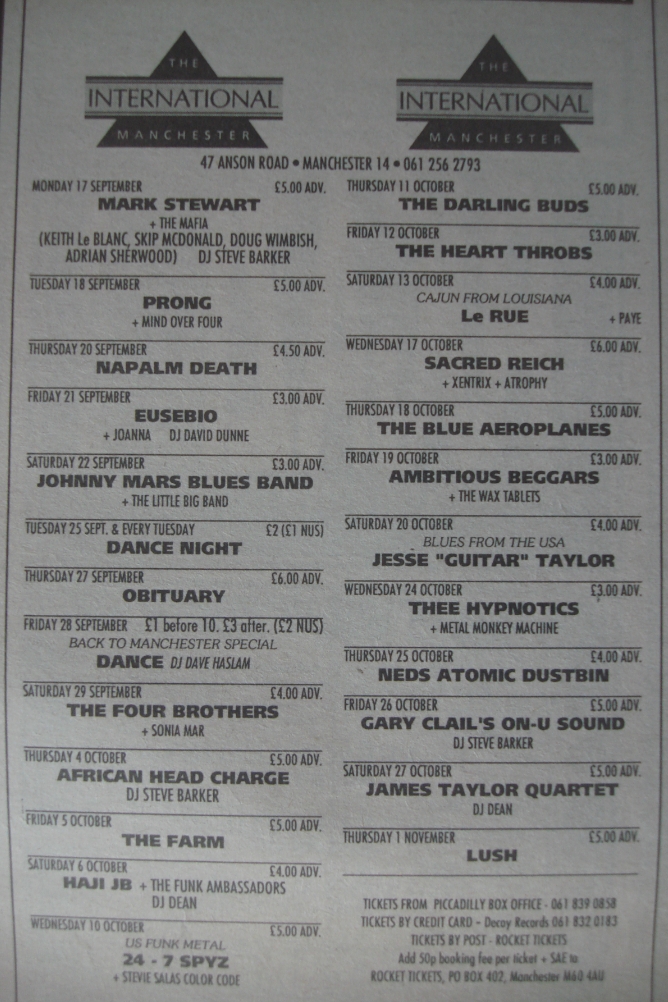 THE
INTERNATIONAL
MANCHESTER
THE
INTERNATIONAL
MANCHESTER
47 ANSON ROAD • MANCHESTER 14 • 061 256 2793
MONDAY 17 SEPTEMBER £5.00 ADV.
MARK STEWART
+ THE MAFIA
(KEITH Le BLANC, SKIP MCDONALD, DOUG WIMBISH,
ADRIAN SHERWOOD) DJ STEVE BARKER
TUESDAY 18 SEPTEMBER £5.00 ADV.
PRONG
+ MIND OVER FOUR
THURSDAY 20 SEPTEMBER £4.50 ADV.
NAPALM DEATH
FRIDAY 21 SEPTEMBER £3.00 ADV.
EUSEBIO
+ JOANNA DJ DAVID DUNNE
SATURDAY 22 SEPTEMBER £3.00 ADV.
JOHNNY MARS BLUES BAND
+ THE LITTLE BIG BAND
TUESDAY 25 SEPT. & EVERY TUESDAY £2 (£1 NUS)
DANCE NIGHT
THURSDAY 27 SEPTEMBER £6.00 ADV.
OBITUARY
FRIDAY 28 SEPTEMBER £1 before 10. £3 after. (£2 NUS)
BACK TO MANCHESTER SPECIAL
DANCE DJ DAVE HASLAM
SATURDAY 29 SEPTEMBER £4.00 ADV.
THE FOUR BROTHERS
+ SONIA MAR
THURSDAY 4 OCTOBER £5.00 ADV.
AFRICAN HEAD CHARGE
DJ STEVE BARKER
FRIDAY 5 OCTOBER £5.00 ADV.
THE FARM
SATURDAY 6 OCTOBER £4.00 ADV.
HAJI JB + THE FUNK AMBASSADORS
DJ DEAN
WEDNESDAY 10 OCTOBER £5.00 ADV.
US FUNK METAL
24 - 7 SPYZ
+ STEVIE SALAS COLOR CODE
THURSDAY 11 OCTOBER £5.00 ADV.
THE DARLING BUDS
FRIDAY 12 OCTOBER £3.00 ADV.
THE HEART THROBS
SATURDAY 13 OCTOBER £4.00 ADV.
CAJUN FROM LOUISIANA
Le RUE + PAYE
WEDNESDAY 17 OCTOBER £6.00 ADV.
SACRED REICH
+ XENTRIX + ATROPHY
THURSDAY 18 OCTOBER £5.00 ADV.
THE BLUE AEROPLANES
FRIDAY 19 OCTOBER £3.00 ADV.
AMBITIOUS BEGGARS
+ THE WAX TABLETS
SATURDAY 20 OCTOBER £4.00 ADV.
BLUES FROM THE USA
JESSE "GUITAR" TAYLOR
WEDNESDAY 24 OCTOBER £3.00 ADV.
THEE HYPNOTICS
+ METAL MONKEY MACHINE
THURSDAY 25 OCTOBER £4.00 ADV.
NEDS ATOMIC DUSTBIN
FRIDAY 26 OCTOBER £5.00 ADV.
GARY CLAIL'S ON-U SOUND
DJ STEVE BARKER
SATURDAY 27 OCTOBER £5.00 ADV.
JAMES TAYLOR QUARTET
DJ DEAN
THURSDAY 1 NOVEMBER £5.00 ADV.
LUSH
TICKETS FROM PICCADILLY BOX OFFICE - 061 839 0858
TICKETS BY CREDIT CARD - Decoy Records 061 832 0183
TICKETS BY POST - ROCKET TICKETS
Add 50p booking fee per ticket + SAE to
ROCKET TICKETS, PO BOX 402, Manchester M60 4AU